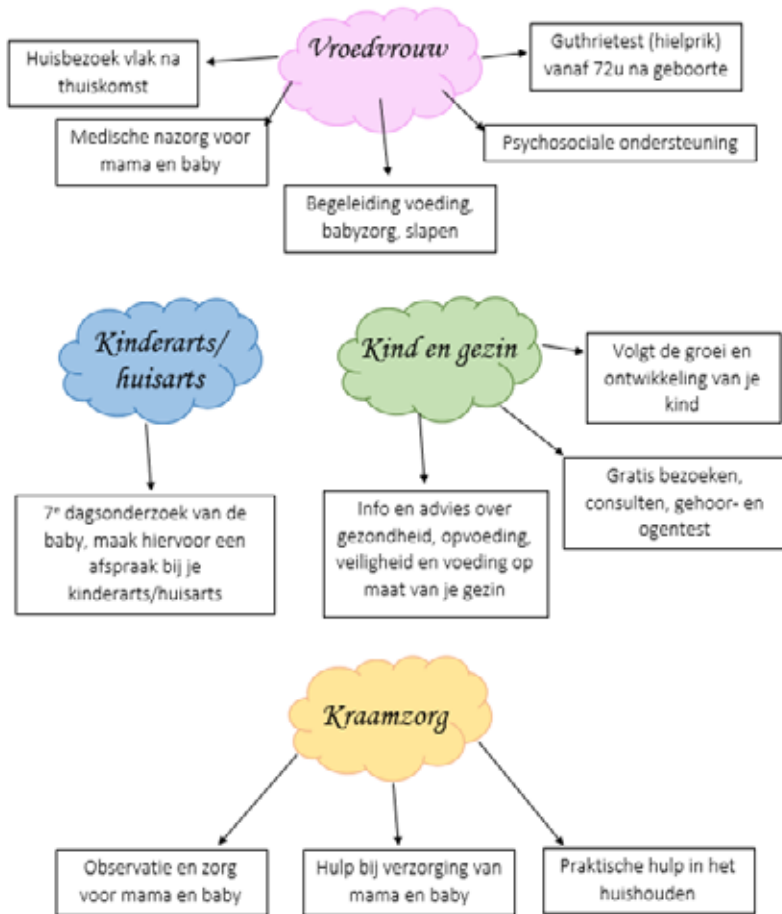 Vroedvrouw
Huisbezoek vlak na
thuiskomst
Guthrietest (hielprik)
vanaf 72u na geboorte
Medische nazorg voor
mama en baby
Psychosociale ondersteuning
Begeleiding voeding,
babyzorg, slapen
Kinderarts/
huisarts
Kind en gezin
Volgt de groei en
ontwikkeling van je
kind
7e dagsonderzoek van de
baby, maak hiervoor een
afspraak bij je
kinderarts/huisarts
Info en advies over
gezondheid, opvoeding,
veiligheid en voeding op
maat van je gezin
Gratis bezoeken,
consulten, gehoor- en
ogentest
Kraamzorg
Observatie en zorg
voor mama en baby
Hulp bij verzorging van
mama en baby
Praktische hulp in het
huishouden